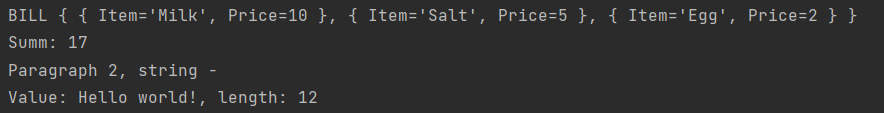 BILL { { Item='Milk', Price=10 }, { Item='Salt', Price=5 }, { Item='Egg', Price=2 } }
Summ: 17
Paragraph 2, string -
Value: Hello world!, length: 12